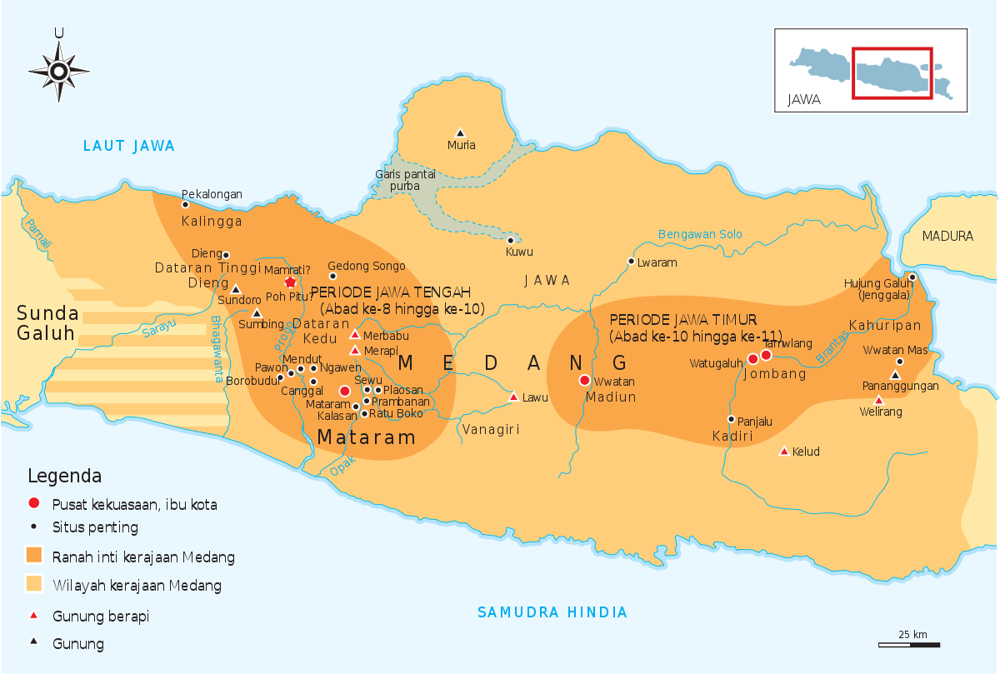 U
JAWA
LAUT JAWA
Muria
Garis pantai
purba
Pekalongan
Kalingga
Pamali
Kuwu
Bengawan Solo
MADURA
Dieng
Dataran Tinggi
Dieng
Mamrati?
Gedong Songo
Lwaram
JAWA
Hujung Galuh
(Jenggala)
Sundoro
Poh Pitu?
PERIODE JAWA TENGAH
(Abad ke-8 hingga ke-10)
Sunda
Galuh
Sarayu
Bhagawanta
Sumbing
Progo
Dataran
Kedu
Merbabu
Merapi
PERIODE JAWA TIMUR
(Abad ke-10 hingga ke-11)
Kahuripan
Tamwlang
Brantas
Wwatan Mas
Watugaluh
Jombang
MEDANG
Mendut
Pawon
Ngawen
Borobudur
Canggal
Sewu
Plaosan
Mataram
Prambanan
Kalasan
Ratu Boko
Lawu
Wwatan
Madiun
Pananggungan
Welirang
Mataram
Vanagiri
Panjalu
Kadiri
Kelud
Opak
Legenda
Pusat kekuasaan, ibu kota
Situs penting
Ranah inti kerajaan Medang
Wilayah kerajaan Medang
Gunung berapi
Gunung
SAMUDRA HINDIA
25 km